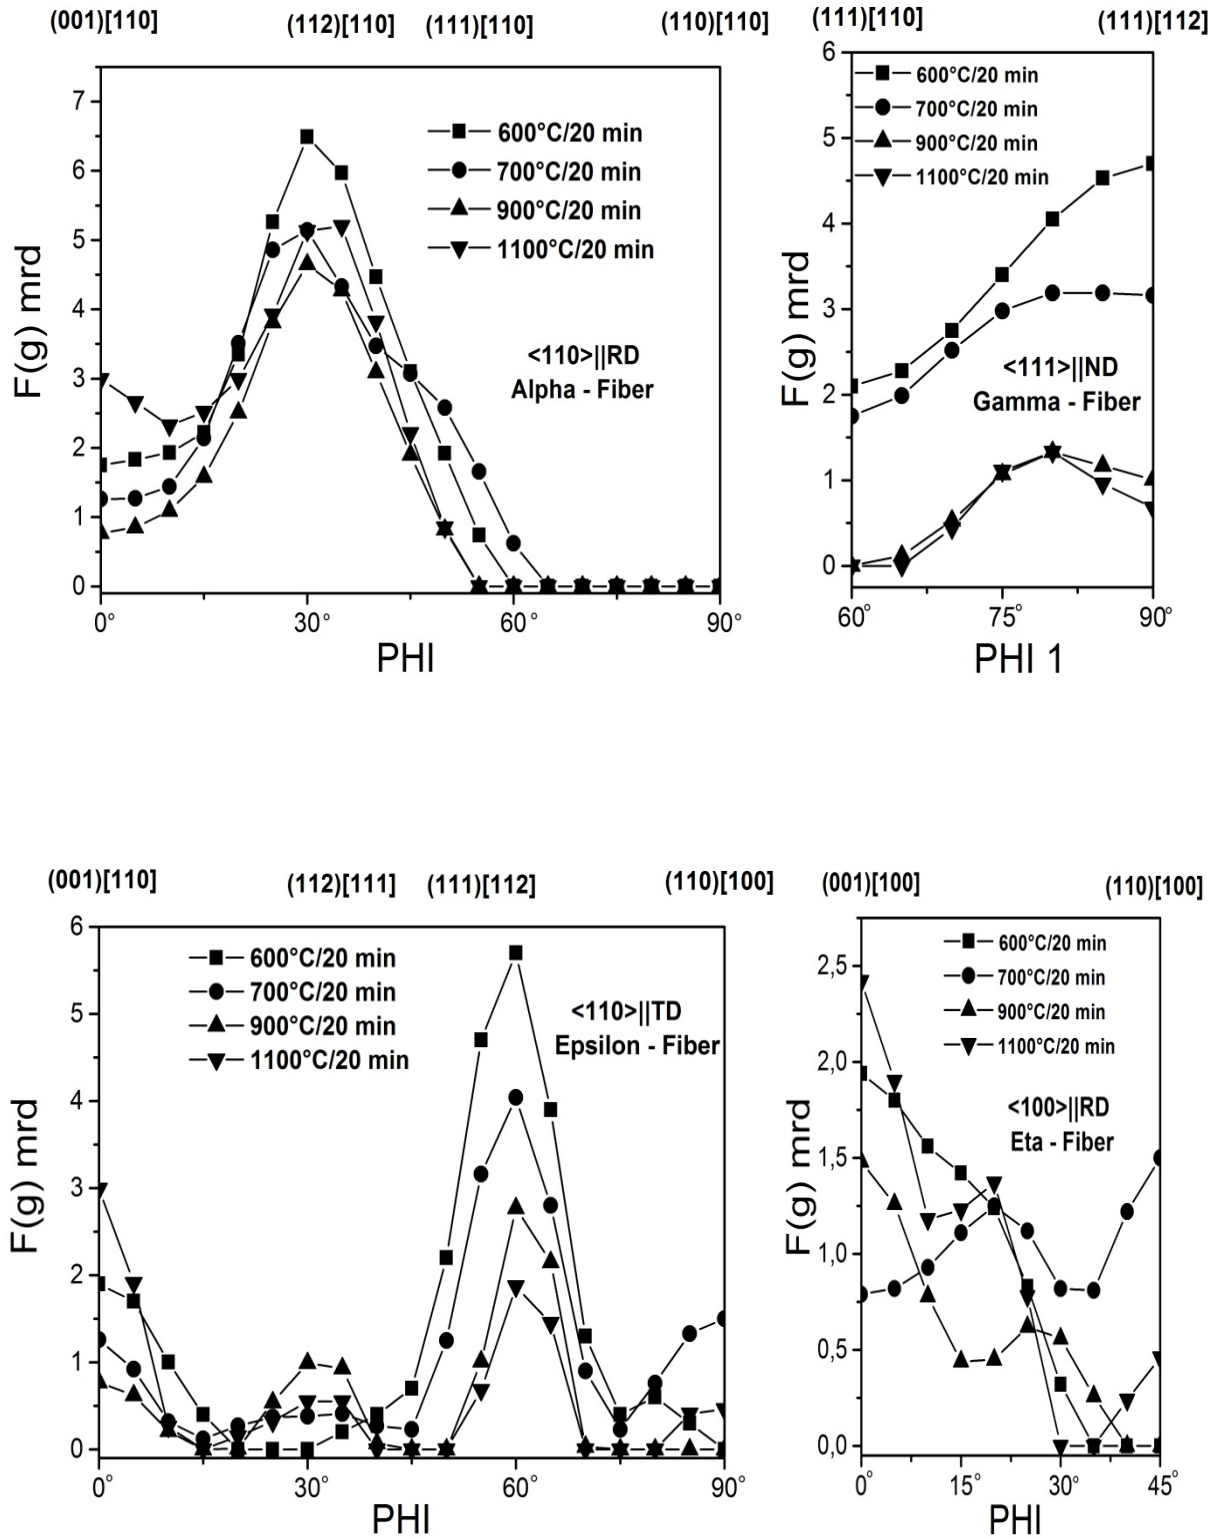 (001)[110] (112)[110] (111)[110] (110)[110]
7
6
5
4
3
2
1
0
F(g) mrd
600°C/20 min
700°C/20 min
900°C/20 min
1100°C/20 min
<110>||RD
Alpha - Fiber
0° 30° 60° 90°
PHI
(111)[110] (111)[112]
6
5
4
3
2
1
0
F(g) mrd
600°C/20 min
700°C/20 min
900°C/20 min
1100°C/20 min
<111>||ND
Gamma - Fiber
60° 75° 90°
PHI 1
(001)[110] (112)[111] (111)[112] (110)[100]
6
5
4
3
2
1
0
F(g) mrd
600°C/20 min
700°C/20 min
900°C/20 min
1100°C/20 min
<110>||TD
Epsilon - Fiber
0° 30° 60° 90°
PHI
(001)[100] (110)[100]
2,5
2,0
1,5
1,0
0,5
0,0
F(g) mrd
600°C/20 min
700°C/20 min
900°C/20 min
1100°C/20 min
<100>||RD
Eta - Fiber
0° 15° 30° 45°
PHI